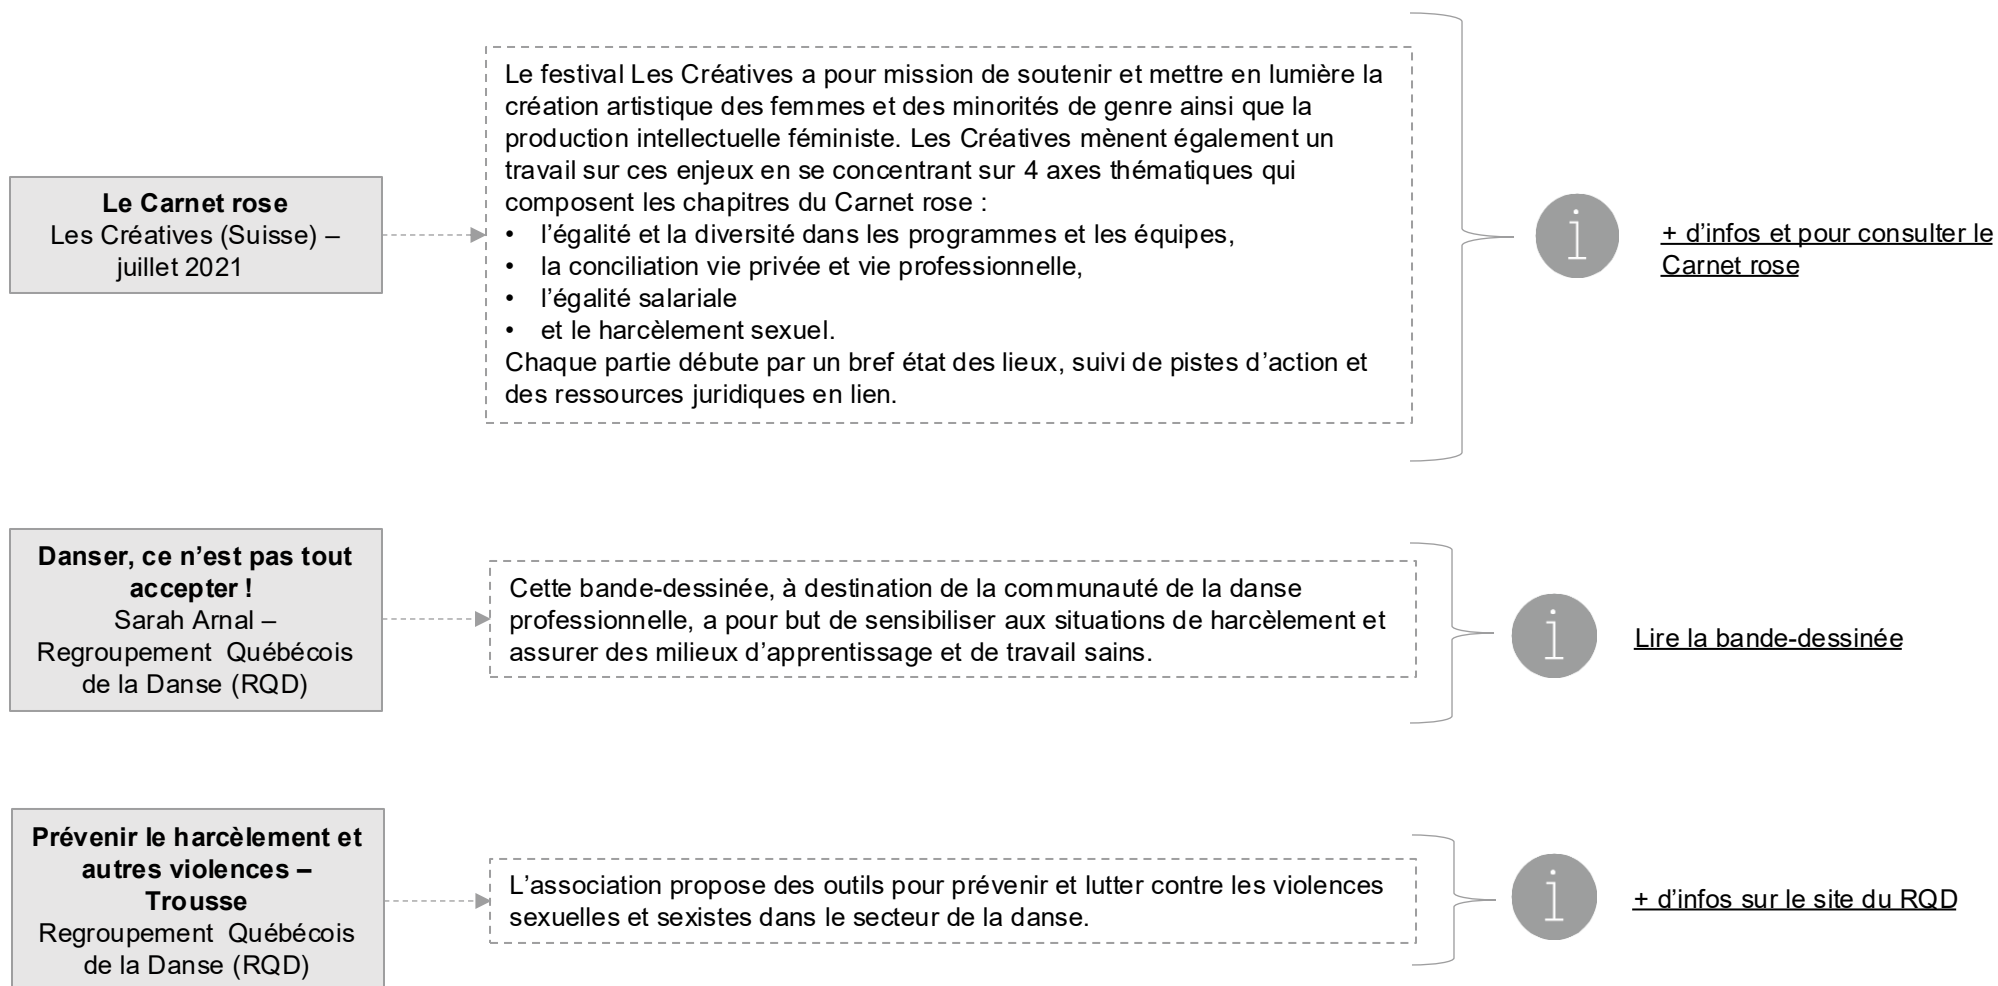 Le Carnet rose
Les Créatives (Suisse) –
juillet 2021
Le festival Les Créatives a pour mission de soutenir et mettre en lumière la
création artistique des femmes et des minorités de genre ainsi que la
production intellectuelle féministe. Les Créatives mènent également un
travail sur ces enjeux en se concentrant sur 4 axes thématiques qui
composent les chapitres du Carnet rose :
• l’égalité et la diversité dans les programmes et les équipes,
• la conciliation vie privée et vie professionnelle,
• l’égalité salariale
• et le harcèlement sexuel.
Chaque partie débute par un bref état des lieux, suivi de pistes d’action et
des ressources juridiques en lien.
+ d’infos et pour consulter le
Carnet rose
Danser, ce n’est pas tout
accepter !
Sarah Arnal –
Regroupement Québécois
de la Danse (RQD)
Cette bande-dessinée, à destination de la communauté de la danse
professionnelle, a pour but de sensibiliser aux situations de harcèlement et
assurer des milieux d’apprentissage et de travail sains.
Lire la bande-dessinée
Prévenir le harcèlement et
autres violences –
Trousse
Regroupement Québécois
de la Danse (RQD)
L’association propose des outils pour prévenir et lutter contre les violences
sexuelles et sexistes dans le secteur de la danse.
+ d’infos sur le site du RQD